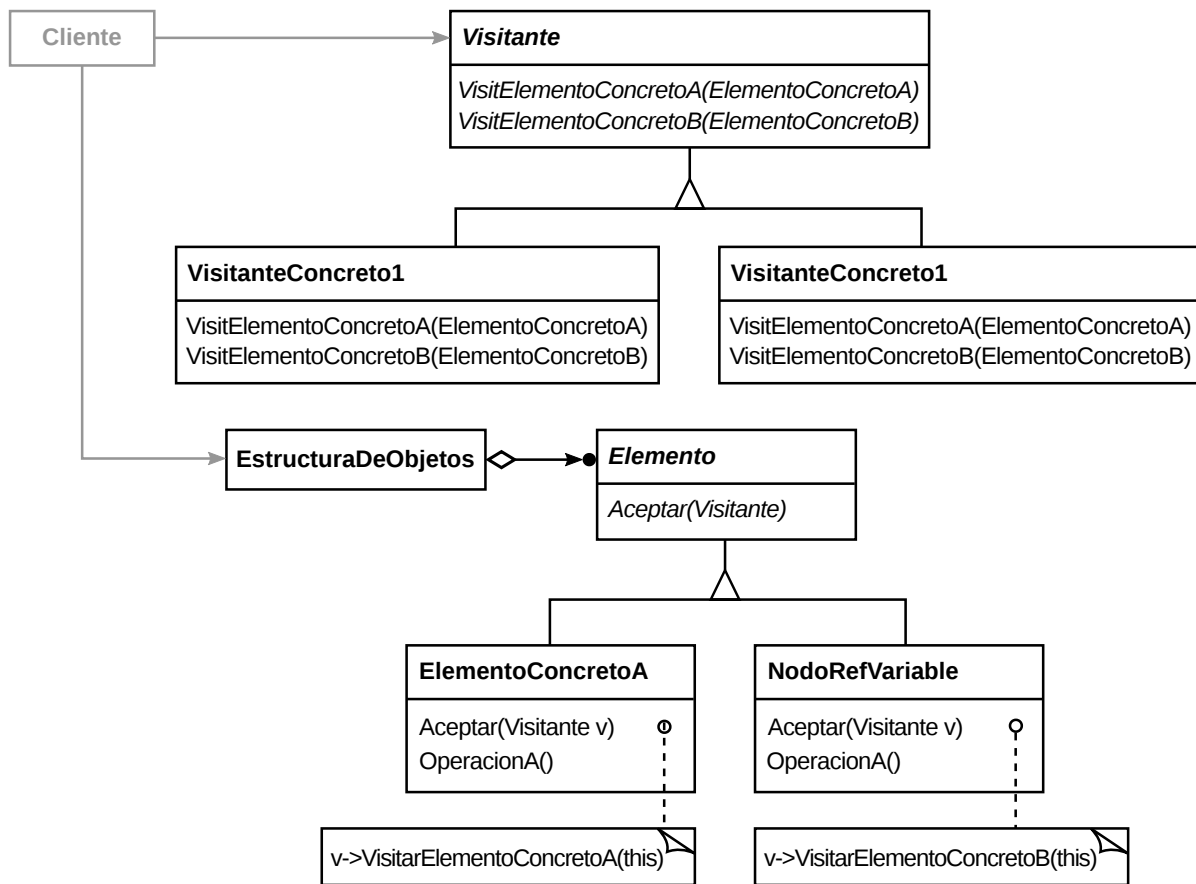 Cliente
Visitante
VisitElementoConcretoA(ElementoConcretoA)
VisitElementoConcretoB(ElementoConcretoB)
VisitanteConcreto1
VisitElementoConcretoA(ElementoConcretoA)
VisitElementoConcretoB(ElementoConcretoB)
VisitanteConcreto1
VisitElementoConcretoA(ElementoConcretoA)
VisitElementoConcretoB(ElementoConcretoB)
EstructuraDeObjetos
Elemento
Aceptar(Visitante)
ElementoConcretoA
Aceptar(Visitante v)
OperacionA()
NodoRefVariable
Aceptar(Visitante v)
OperacionA()
v->VisitarElementoConcretoA(this)
v->VisitarElementoConcretoB(this)